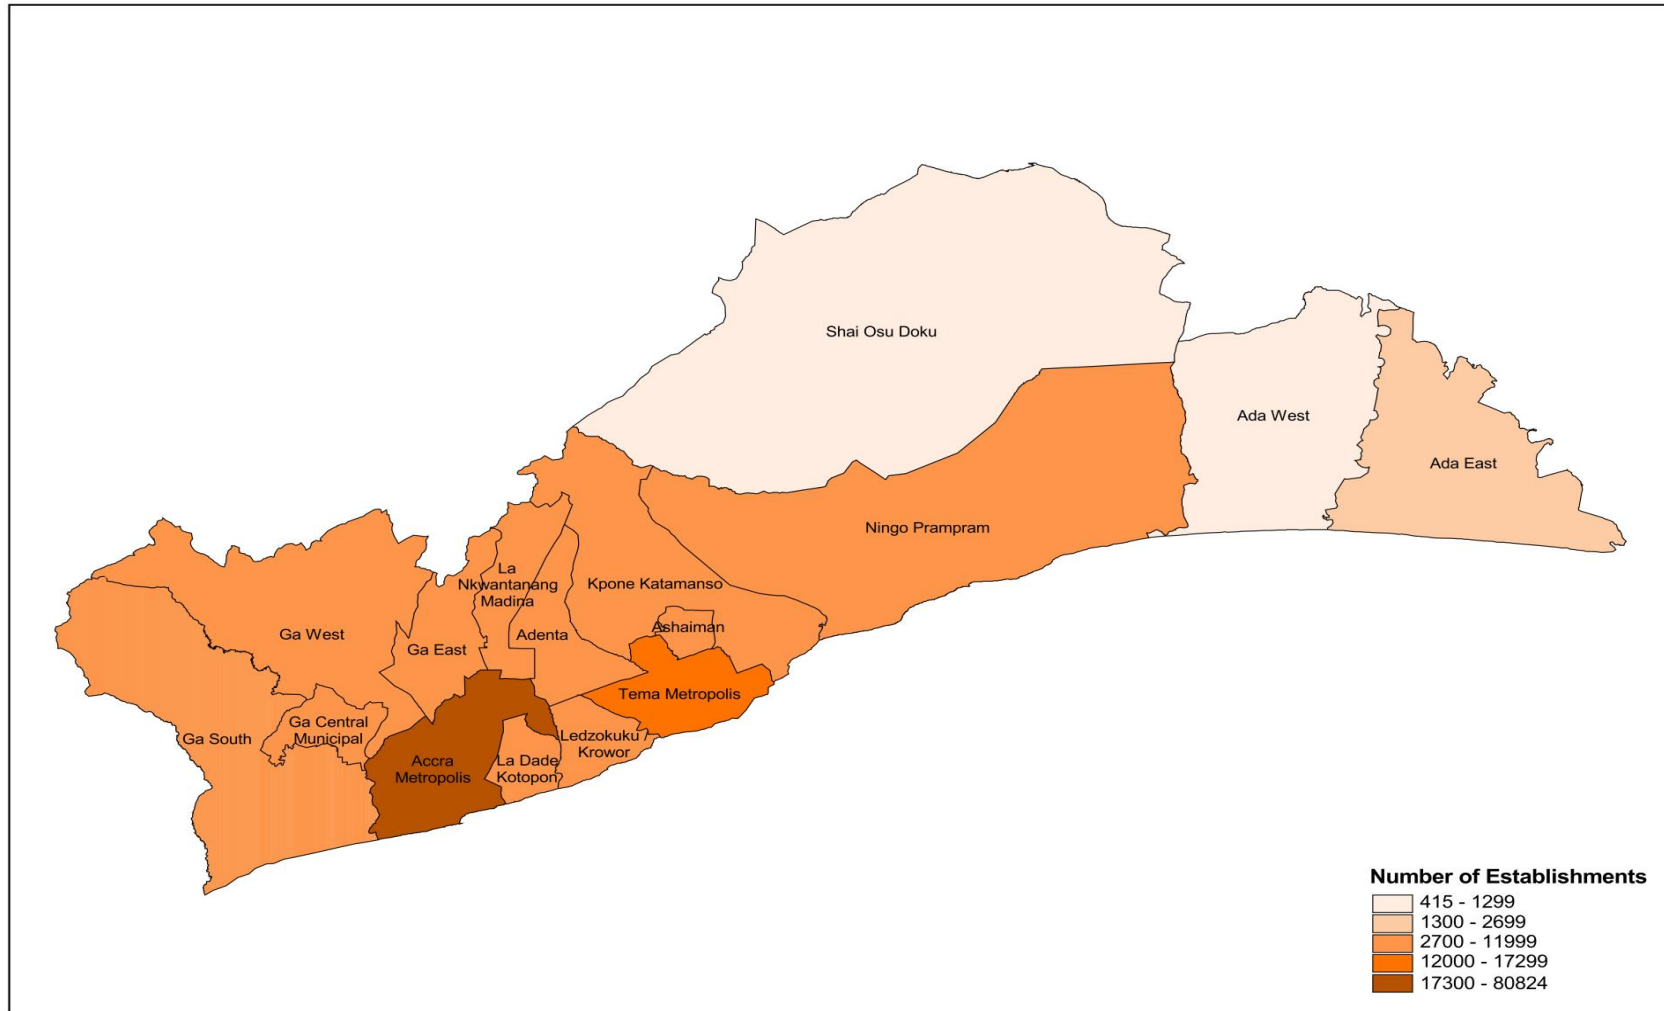 Shai Osu Doku
Ada West
Ada East
Ningo Prampram
La
Nkwantanang
Madina
Kpone Katamanso
Ashaiman
Adenta
Ga West
Ga East
Tema Metropolis
Ga Central
Municipal
Ga South
Ledzokuku /
Krowor
Accra
Metropolis
La Dade
Kotopon
Number of Establishments
415 - 1299
1300 - 2699
2700 - 11999
12000 - 17299
17300 - 80824